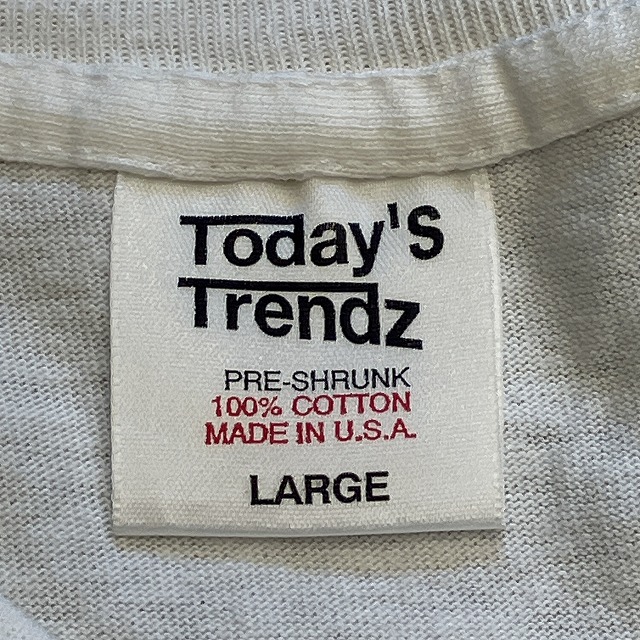 Today'S
Trendz
PRE-SHRUNK
100% COTTON
MADE IN U.S.A.
LARGE